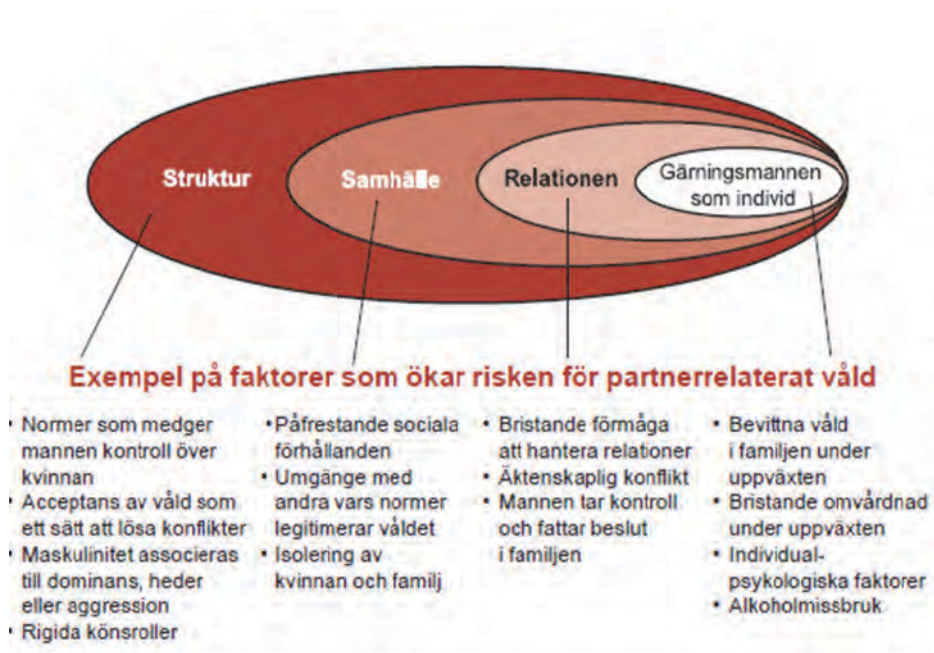 Struktur
Samhälle
Relationen
Gärningsmannen
som individ
Exempel på faktorer som ökar risken för partnerrelaterat våld
• Normer som medger
mannen kontroll över
kvinnan
• Acceptans av våld som
ett sätt att lösa konflikter
• Maskulinitet associeras
till dominans, heder
eller aggression
• Rigida könsroller
• Påfrestande sociala
förhållanden
• Umgänge med
andra vars normer
legitimerar våldet
• Isolering av
kvinnan och familj
• Bristande förmåga
att hantera relationer
• Äktenskaplig konflikt
• Mannen tar kontroll
och fattar beslut
i familjen
• Bevittna våld
i familjen under
uppväxten
• Bristande omvårdnad
under uppväxten
• Individual-
psykologiska faktorer
• Alkoholmissbruk